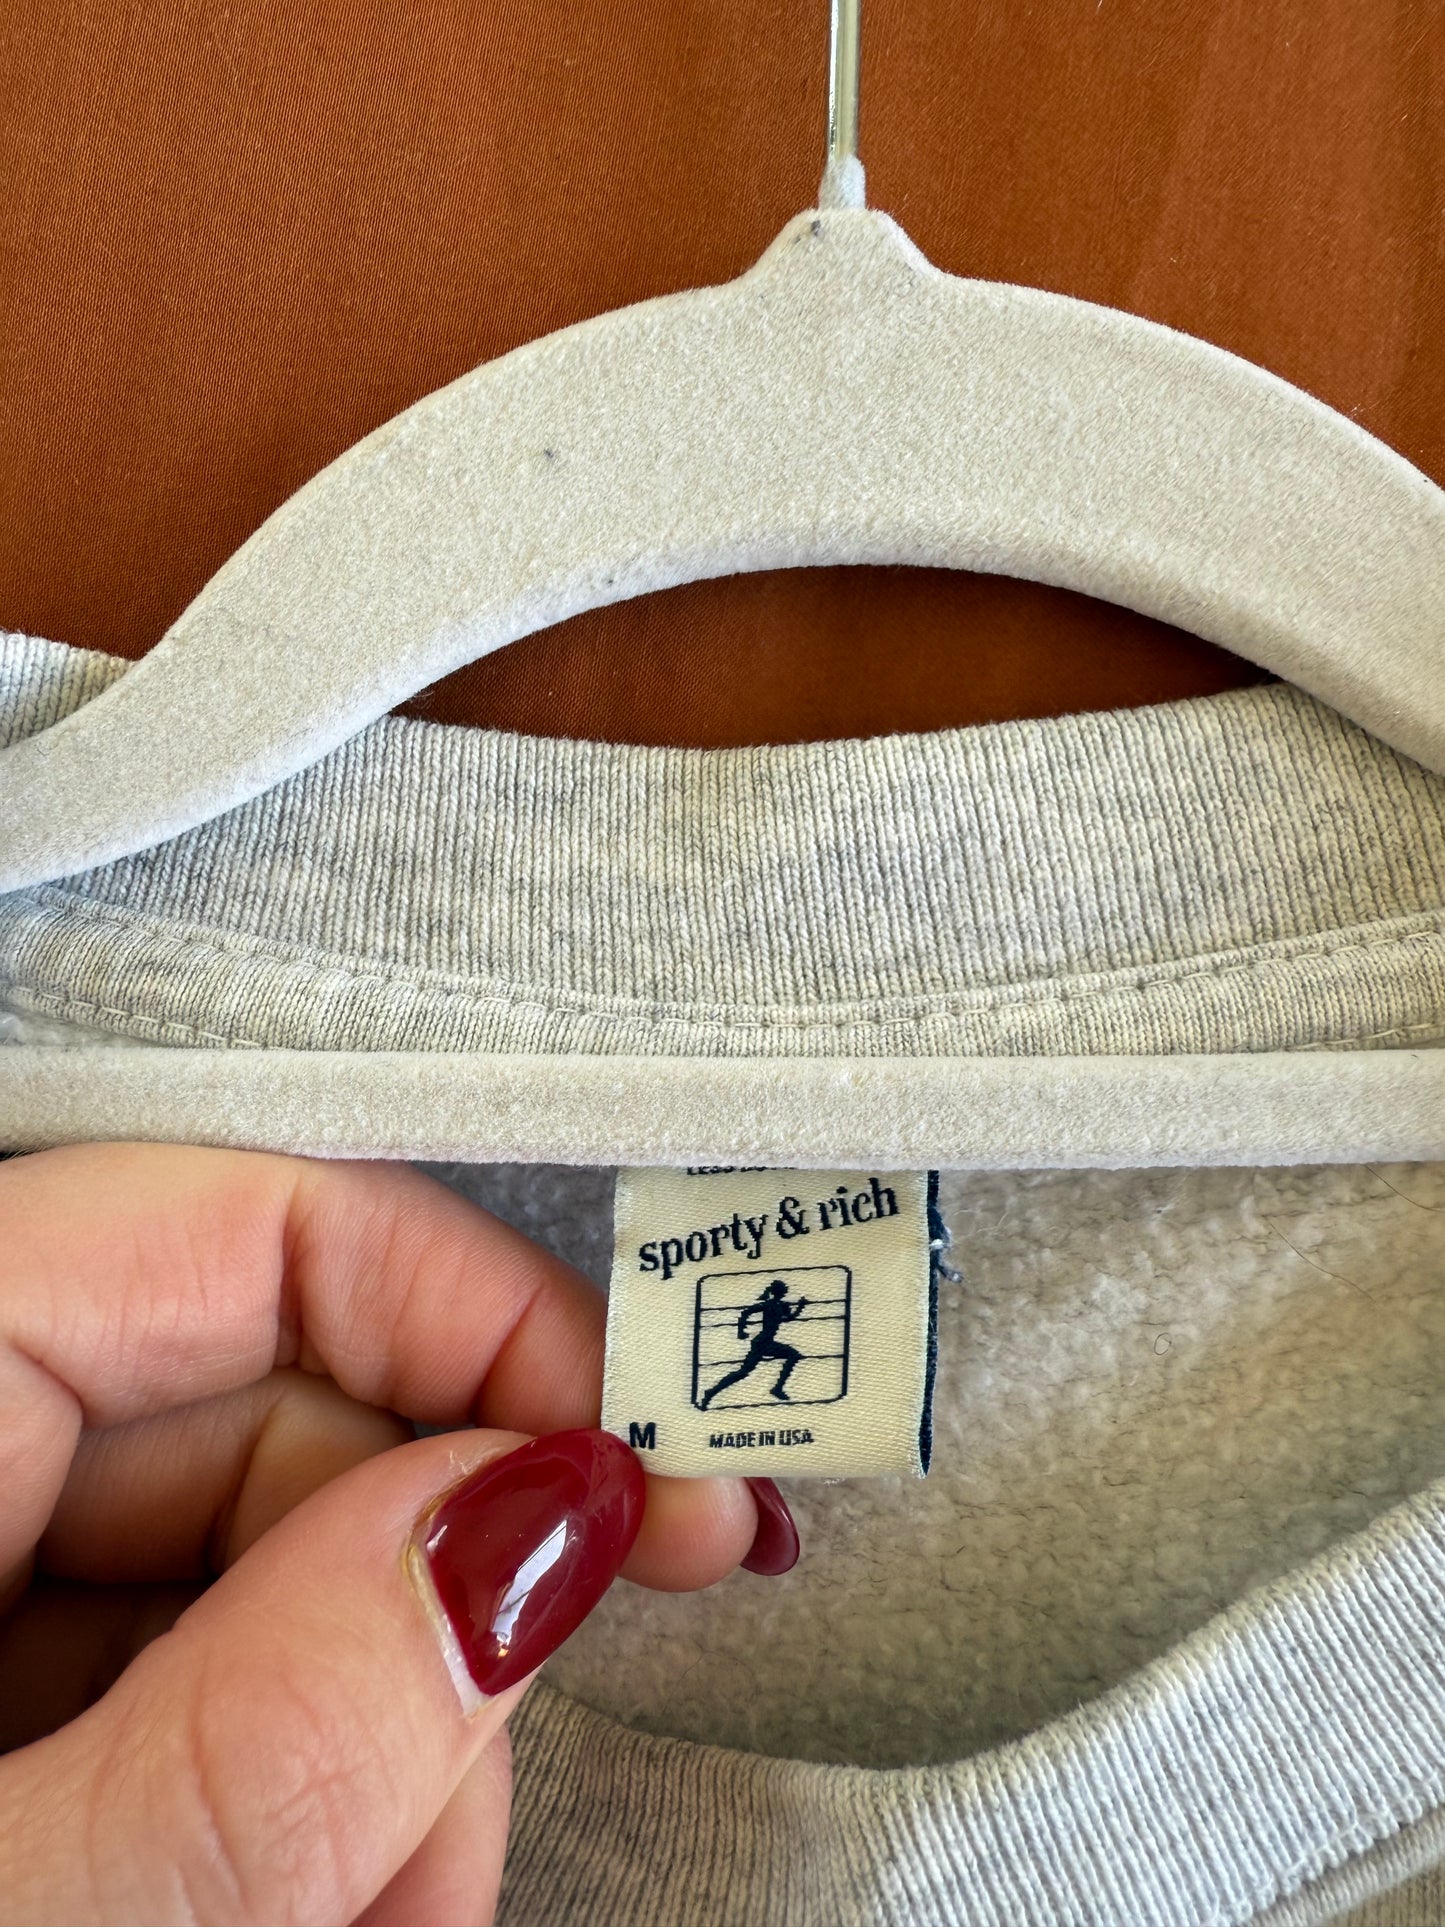 sporty & rich
M MADE IN USA